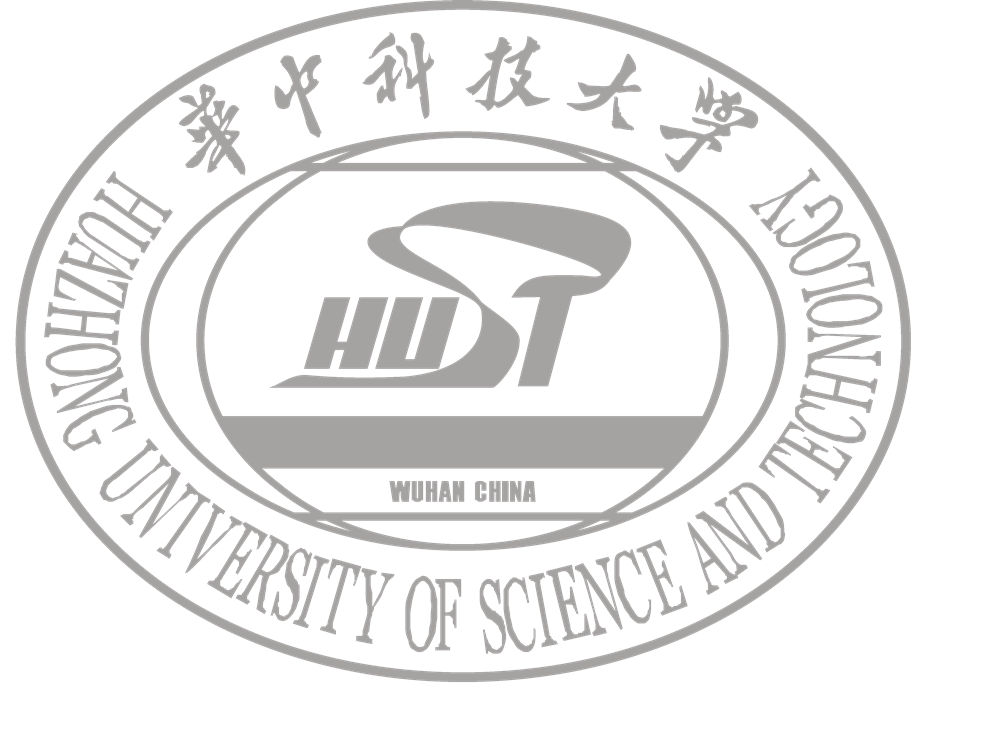 華中科技大学
HUST
WUHAN CHINA
HUAZHONG UNIVERSITY OF SCIENCE AND TECHNOLOGY